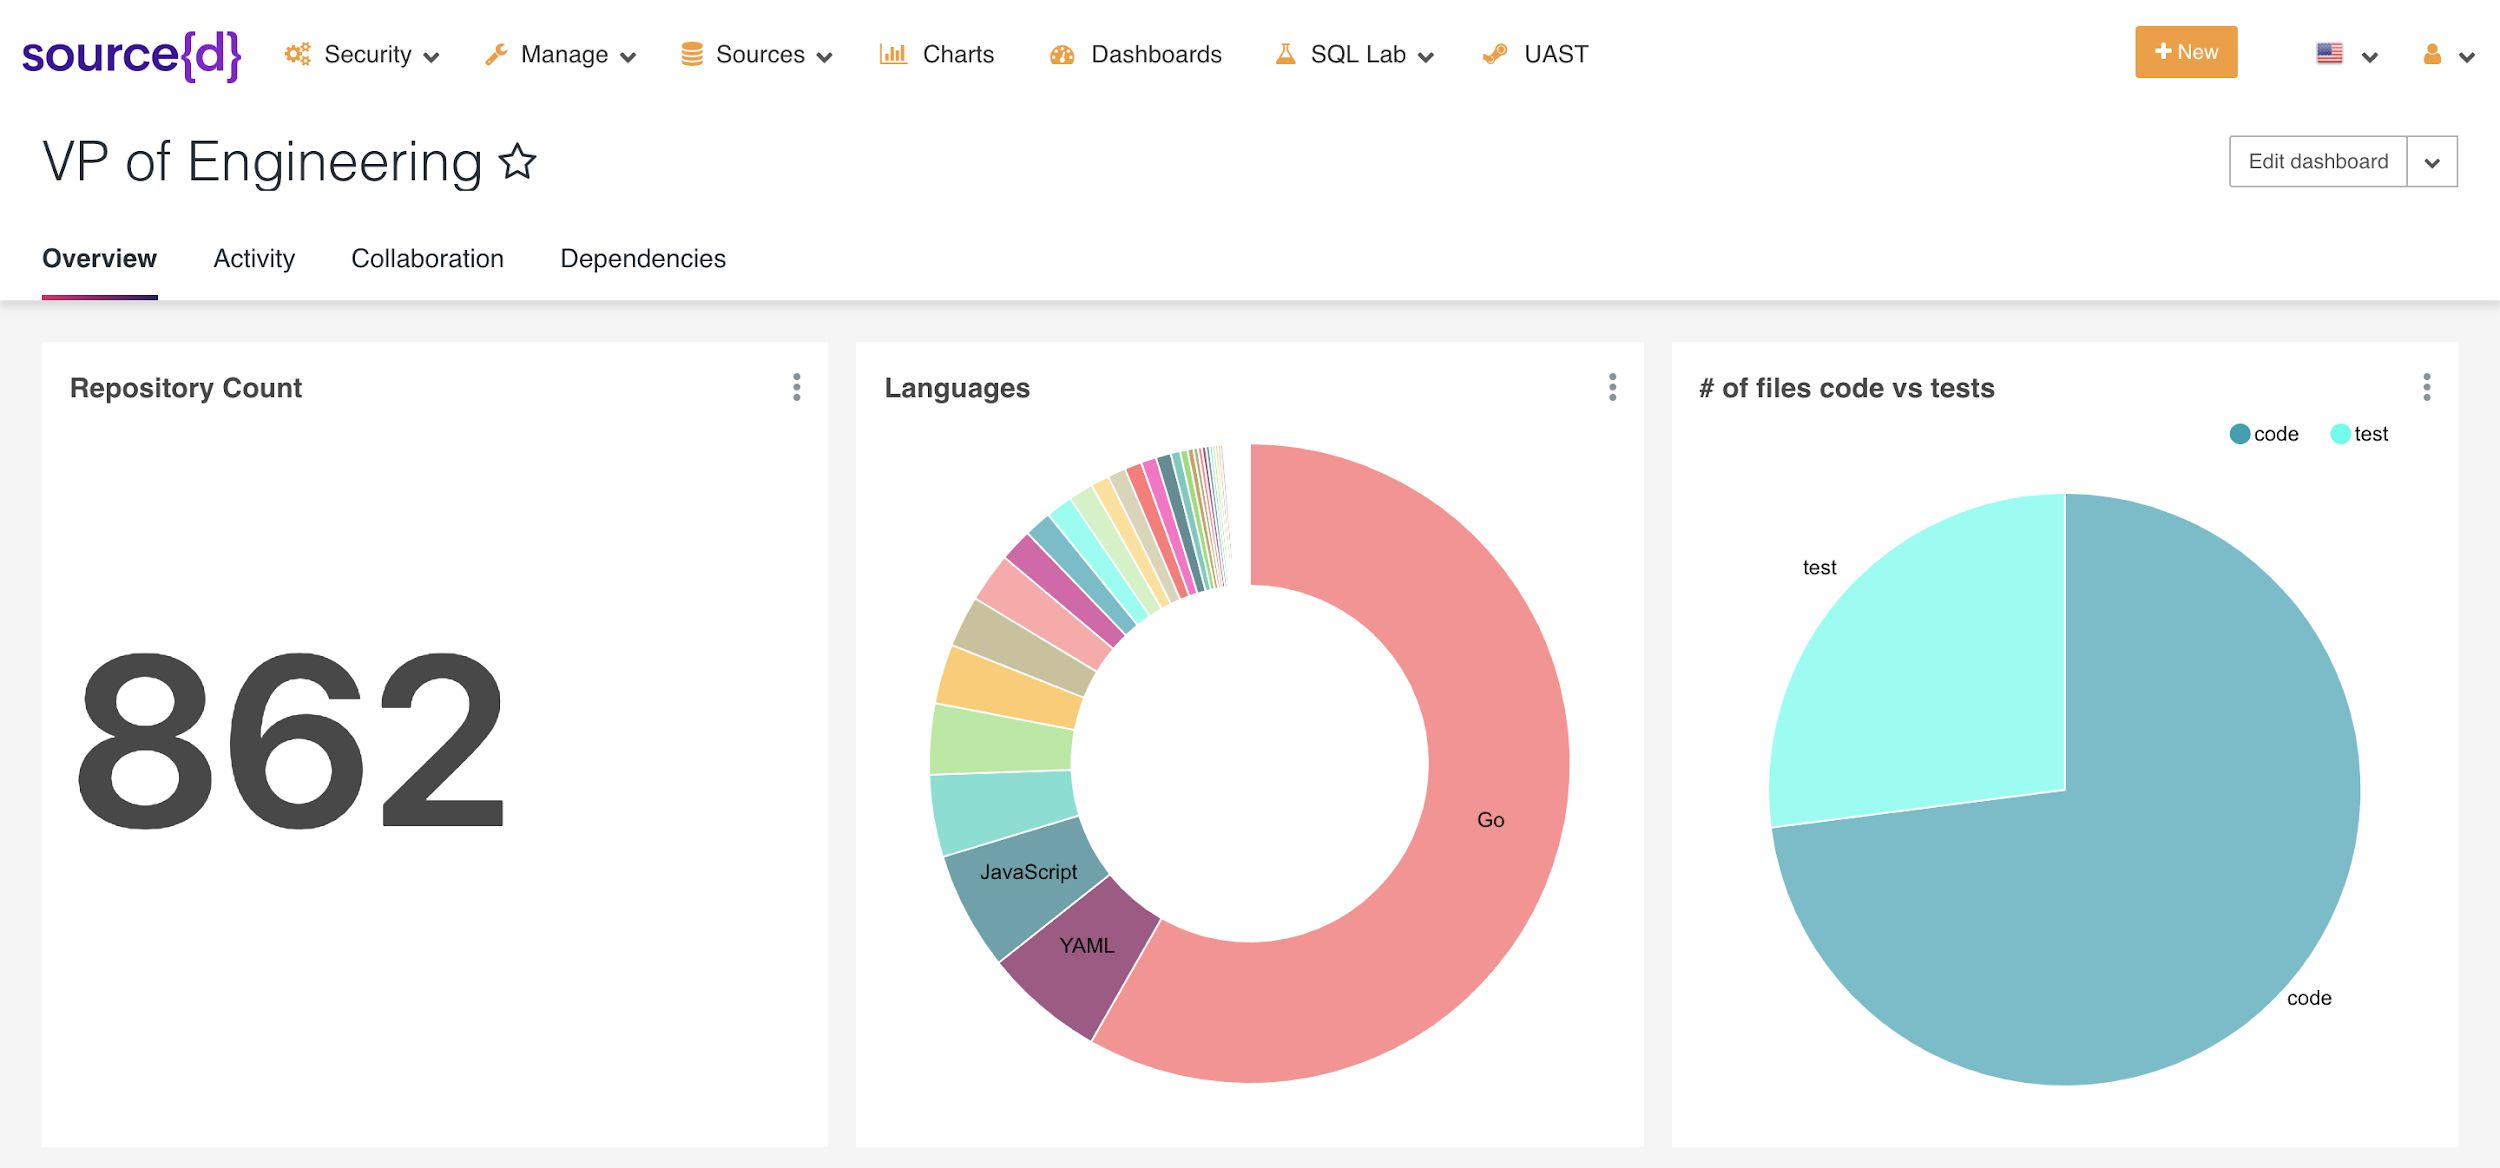 source{d} Security Manage Sources Charts Dashboards SQL Lab UAST + New
VP of Engineering
Edit dashboard
Overview Activity Collaboration Dependencies
Repository Count
862
Languages
Go
JavaScript
YAML
# of files code vs tests
code test
test
code